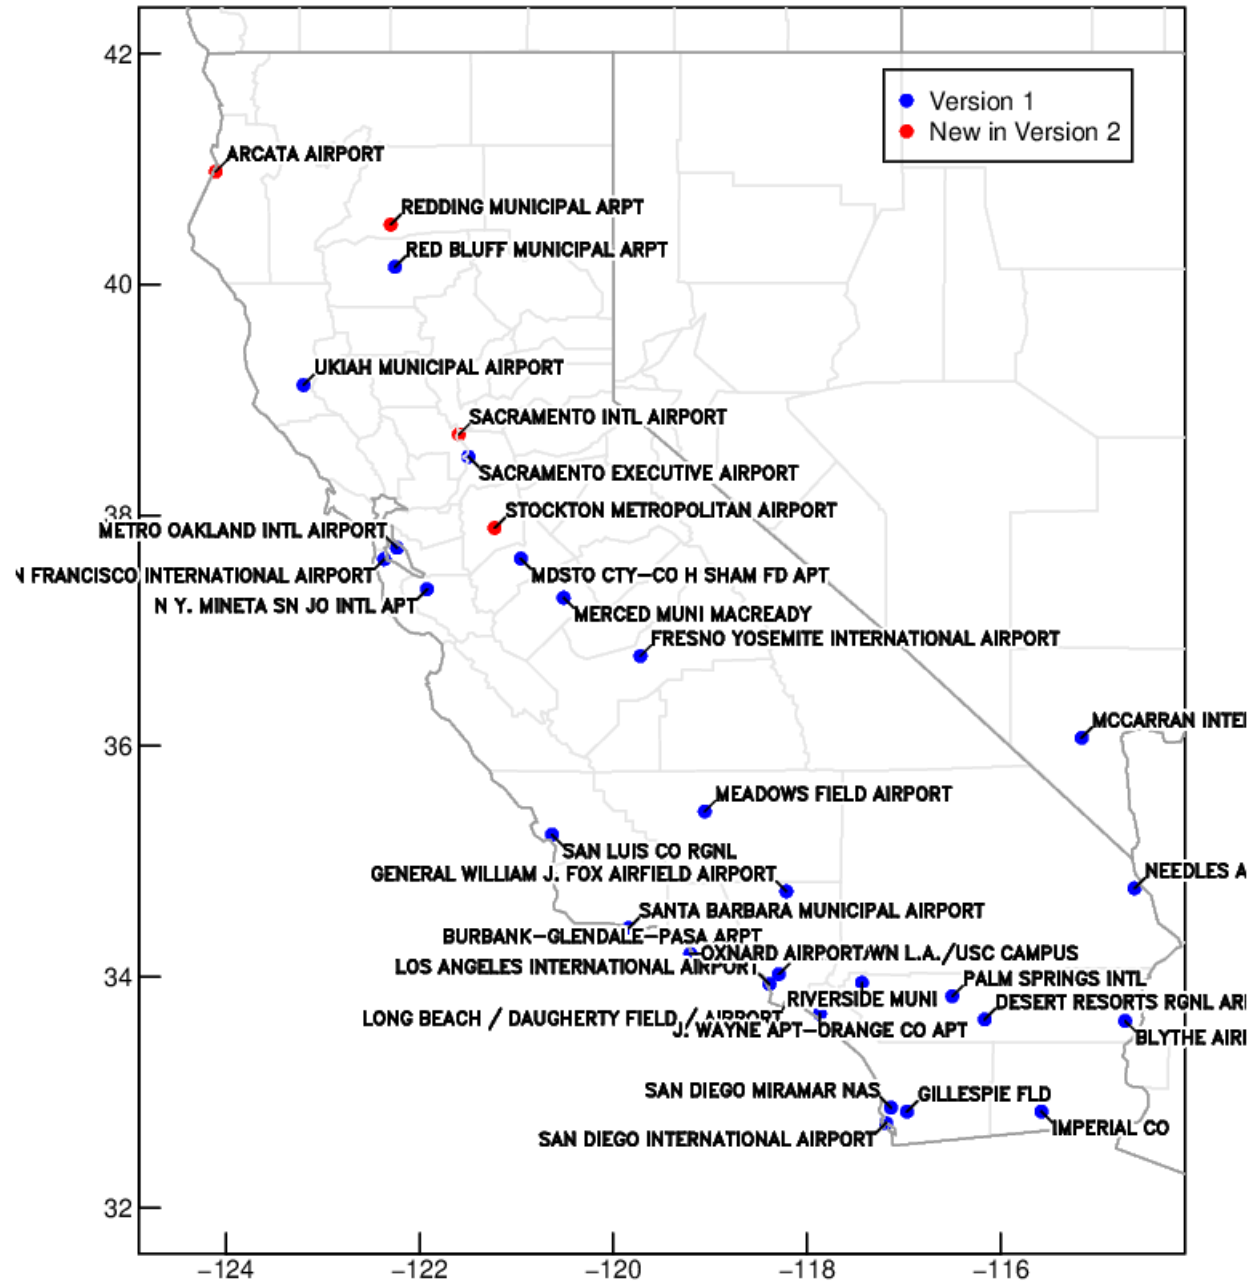 42
Version 1
New in Version 2
ARCATA AIRPORT
REDDING MUNICIPAL ARPT
RED BLUFF MUNICIPAL ARPT
40
UKIAH MUNICIPAL AIRPORT
SACRAMENTO INTL AIRPORT
SACRAMENTO EXECUTIVE AIRPORT
38
STOCKTON METROPOLITAN AIRPORT
METRO OAKLAND INTL AIRPORT
N FRANCISCO INTERNATIONAL AIRPORT
MDSTO CTY-CO H SHAM FD APT
N Y. MINETA SN JO INTL APT
MERCED MUNI MACREADY
FRESNO YOSEMITE INTERNATIONAL AIRPORT
MCCARRAN INTE
36
MEADOWS FIELD AIRPORT
SAN LUIS CO RGNL
GENERAL WILLIAM J. FOX AIRFIELD AIRPORT
NEEDLES A
SANTA BARBARA MUNICIPAL AIRPORT
BURBANK-GLENDALE-PASA ARPT
OXNARD AIRPORT/WN L.A./USC CAMPUS
LOS ANGELES INTERNATIONAL AIRPORT
34
PALM SPRINGS INTL
RIVERSIDE MUNI
DESERT RESORTS RGNL AR
LONG BEACH / DAUGHERTY FIELD / AIRPORT
J. WAYNE APT-ORANGE CO APT
BLYTHE AIR
SAN DIEGO MIRAMAR NAS
GILLESPIE FLD
IMPERIAL CO
SAN DIEGO INTERNATIONAL AIRPORT
32
-124
-122
-120
-118
-116